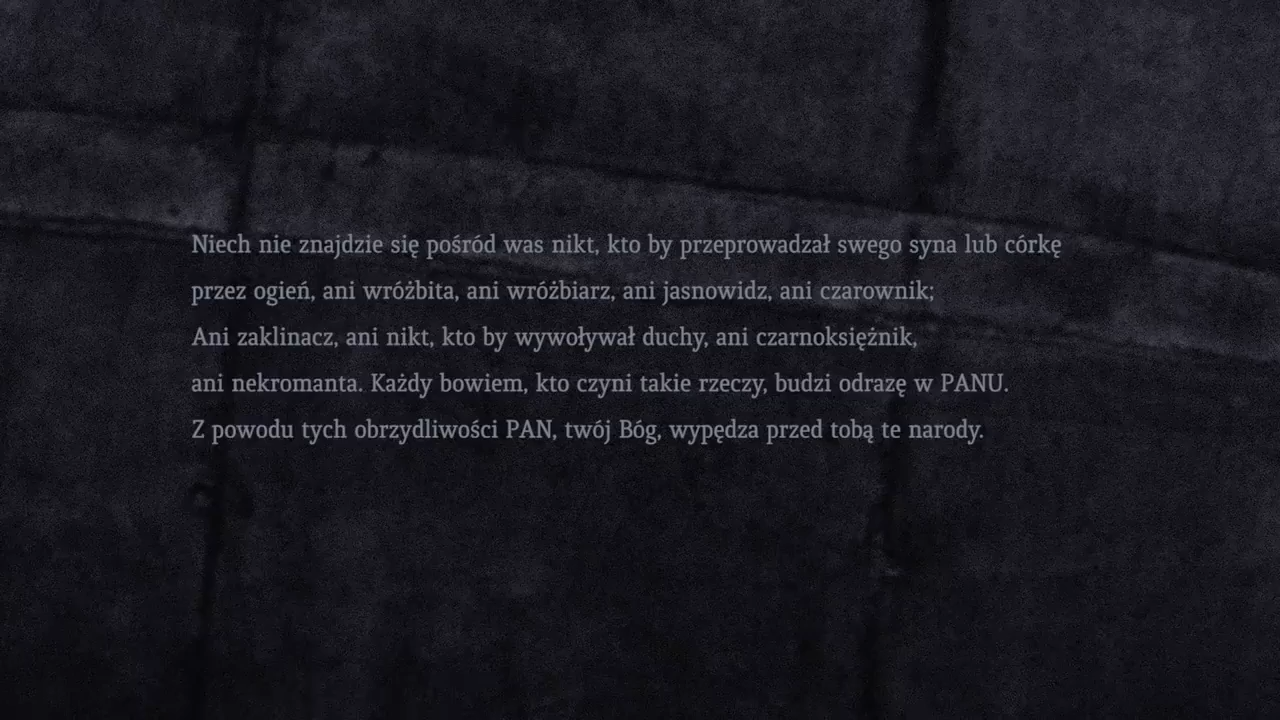 Niech nie znajdzie się pośród was nikt, kto by przeprowadzał swego syna lub córkę
przez ogień, ani wróżbita, ani wróżbiarz, ani jasnowidz, ani czarownik;
Ani zaklinacz, ani nikt, kto by wywoływał duchy, ani czarnoksiężnik,
ani nekromanta. Każdy bowiem, kto czyni takie rzeczy, budzi odrazę w PANU.
Z powodu tych obrzydliwości PAN, twój Bóg, wypędza przed tobą te narody.